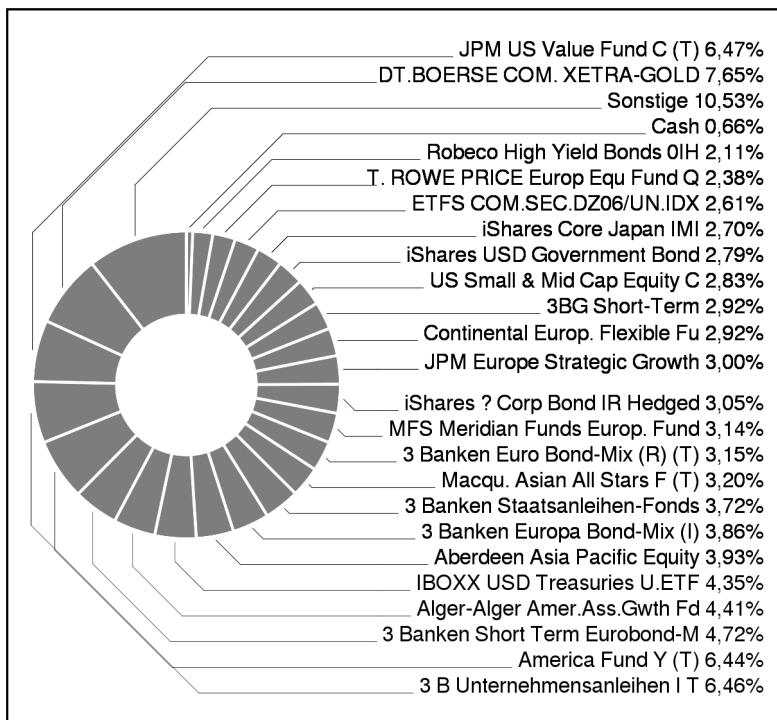 JPM US Value Fund C (T) 6,47%
DT.BOERSE COM. XETRA-GOLD 7,65%
Sonstige 10,53%
Cash 0,66%
Robeco High Yield Bonds 0IH 2,11%
T. ROWE PRICE Europ Equ Fund Q 2,38%
ETFS COM.SEC.DZ06/UN.IDX 2,61%
iShares Core Japan IMI 2,70%
iShares USD Government Bond 2,79%
US Small & Mid Cap Equity C 2,83%
3BG Short-Term 2,92%
Continental Europ. Flexible Fu 2,92%
JPM Europe Strategic Growth 3,00%
iShares ? Corp Bond IR Hedged 3,05%
MFS Meridian Funds Europ. Fund 3,14%
3 Banken Euro Bond-Mix (R) (T) 3,15%
Macqu. Asian All Stars F (T) 3,20%
3 Banken Staatsanleihen-Fonds 3,72%
3 Banken Europa Bond-Mix (I) 3,86%
Aberdeen Asia Pacific Equity 3,93%
IBOXX USD Treasuries U.ETF 4,35%
Alger-Alger Amer.Ass.Gwth Fd 4,41%
3 Banken Short Term Eurobond-M 4,72%
America Fund Y (T) 6,44%
3 B Unternehmensanleihen I T 6,46%